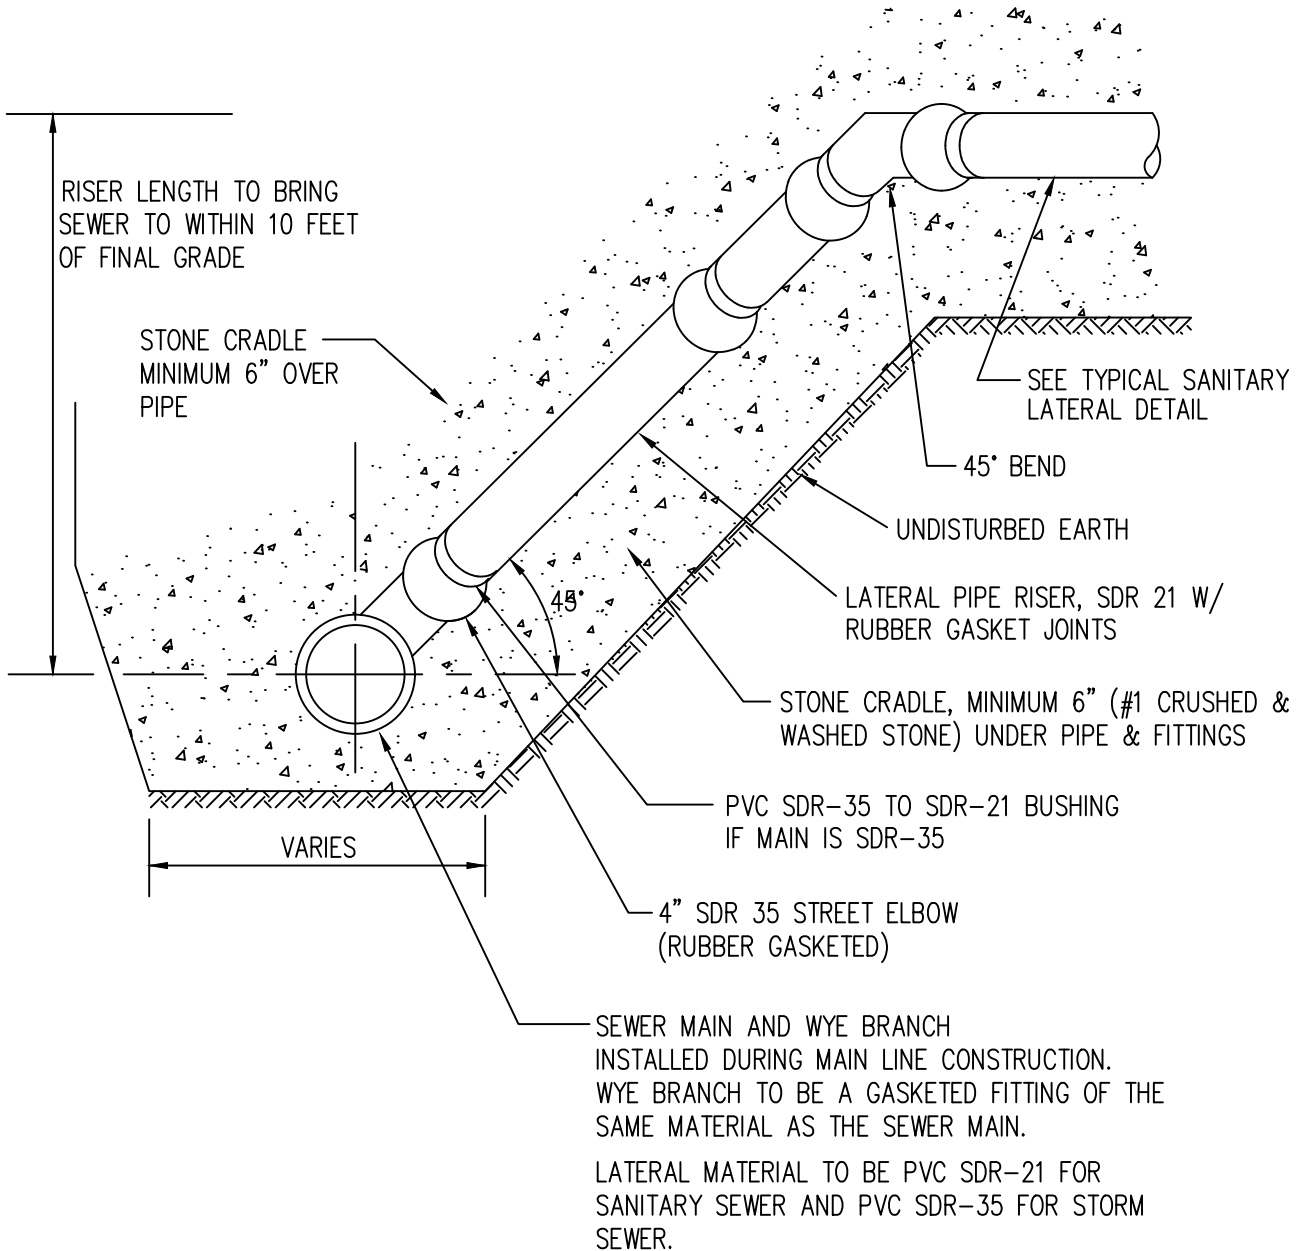 RISER LENGTH TO BRING
SEWER TO WITHIN 10 FEET
OF FINAL GRADE
STONE CRADLE
MINIMUM 6” OVER
PIPE
SEE TYPICAL SANITARY
LATERAL DETAIL
45° BEND
UNDISTURBED EARTH
45°
LATERAL PIPE RISER, SDR 21 W/
RUBBER GASKET JOINTS
STONE CRADLE, MINIMUM 6” (#1 CRUSHED &
WASHED STONE) UNDER PIPE & FITTINGS
PVC SDR-35 TO SDR-21 BUSHING
IF MAIN IS SDR-35
VARIES
4” SDR 35 STREET ELBOW
(RUBBER GASKETED)
SEWER MAIN AND WYE BRANCH
INSTALLED DURING MAIN LINE CONSTRUCTION.
WYE BRANCH TO BE A GASKETED FITTING OF THE
SAME MATERIAL AS THE SEWER MAIN.
LATERAL MATERIAL TO BE PVC SDR-21 FOR
SANITARY SEWER AND PVC SDR-35 FOR STORM
SEWER.